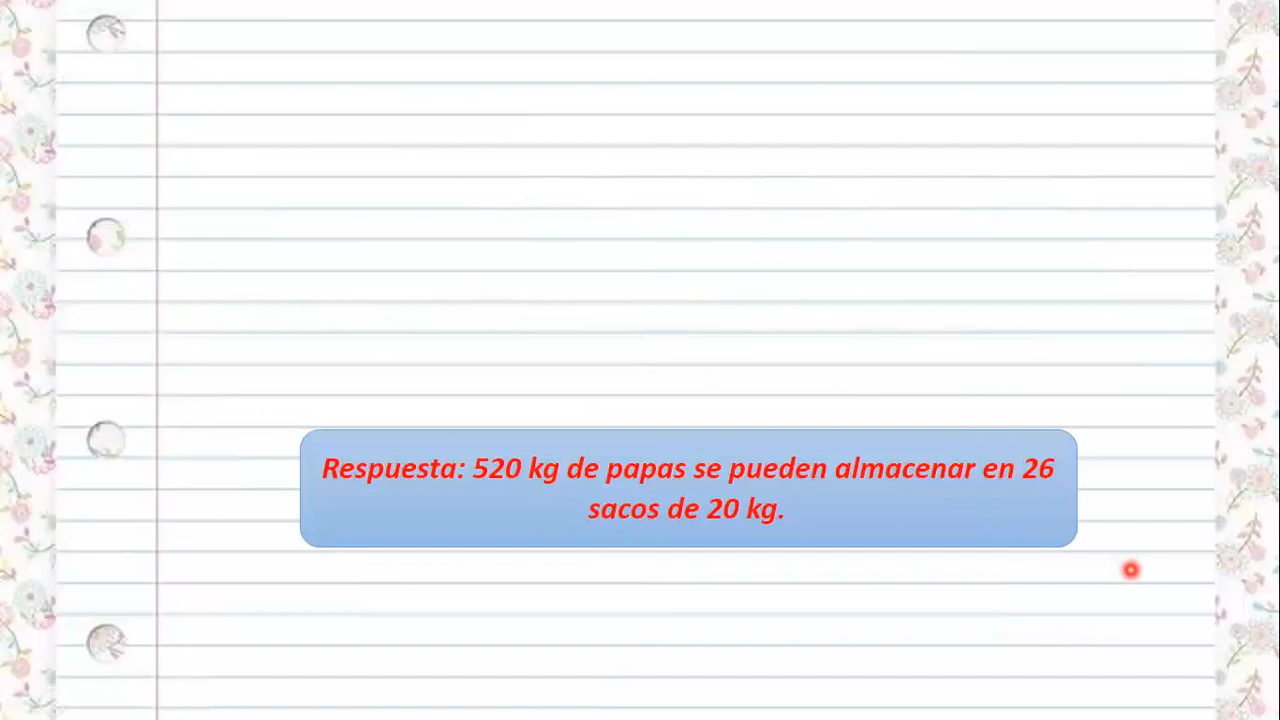 Respuesta: 520 kg de papas se pueden almacenar en 26
sacos de 20 kg.